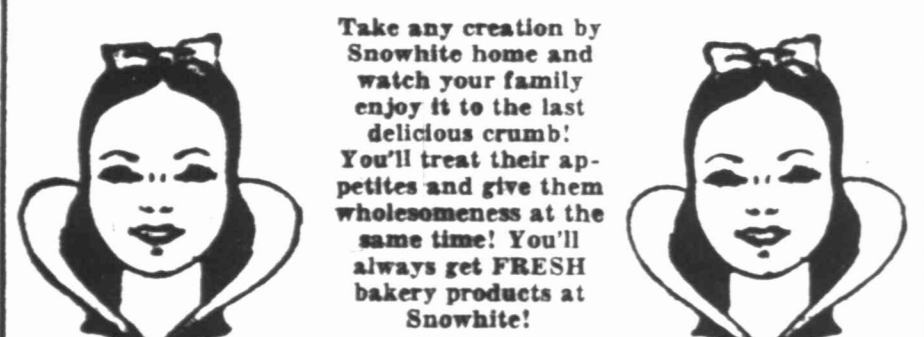 Take any creation by
Snowhite home and
watch your family
enjoy it to the last
delicious crumb!
You'll treat their ap-
petites and give them
wholesomeness at the
same time! You'll
always get FRESH
bakery products at
Snowhite!